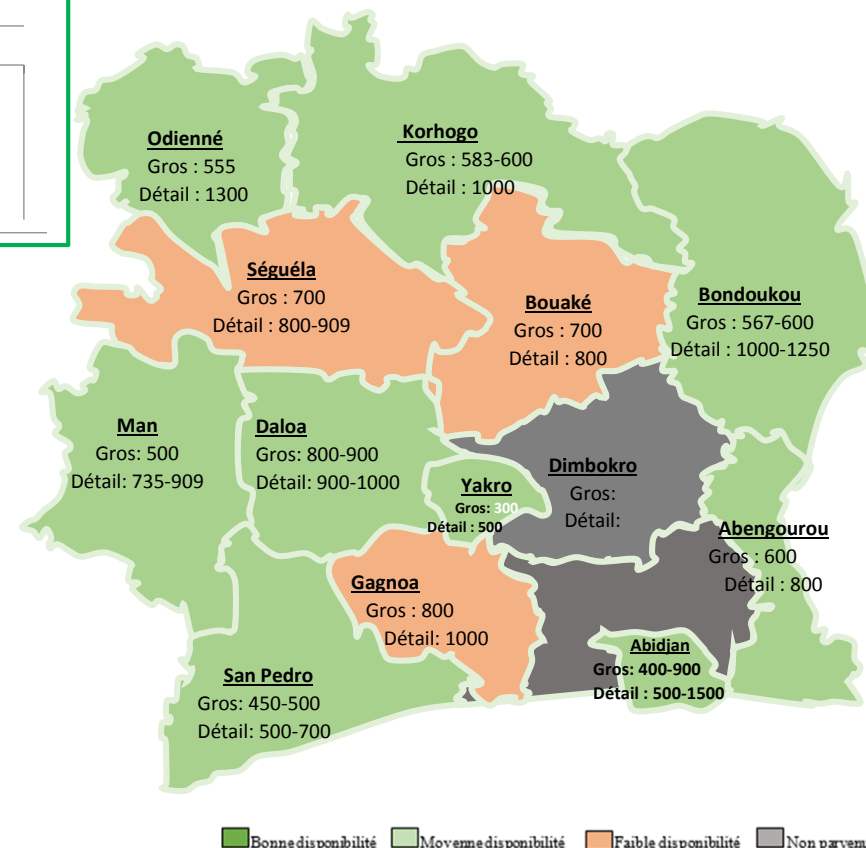 Odienné
Gros : 555
Détail : 1300
Korhogo
Gros : 583-600
Détail : 1000
Séguéla
Gros : 700
Détail : 800-909
Bouaké
Gros : 700
Détail : 800
Bondoukou
Gros : 567-600
Détail : 1000-1250
Man
Gros: 500
Détail: 735-909
Daloa
Gros: 800-900
Détail: 900-1000
Yakro
Gros: 300
Détail : 500
Dimbokro
Gros:
Détail:
Abengourou
Gros : 600
Détail : 800
Gagnoa
Gros : 800
Détail: 1000
Abidjan
Gros: 400-900
Détail : 500-1500
San Pedro
Gros: 450-500
Détail: 500-700
Bonne disponibilité Moyenne disponibilité Faible disponibilité Non parvenu